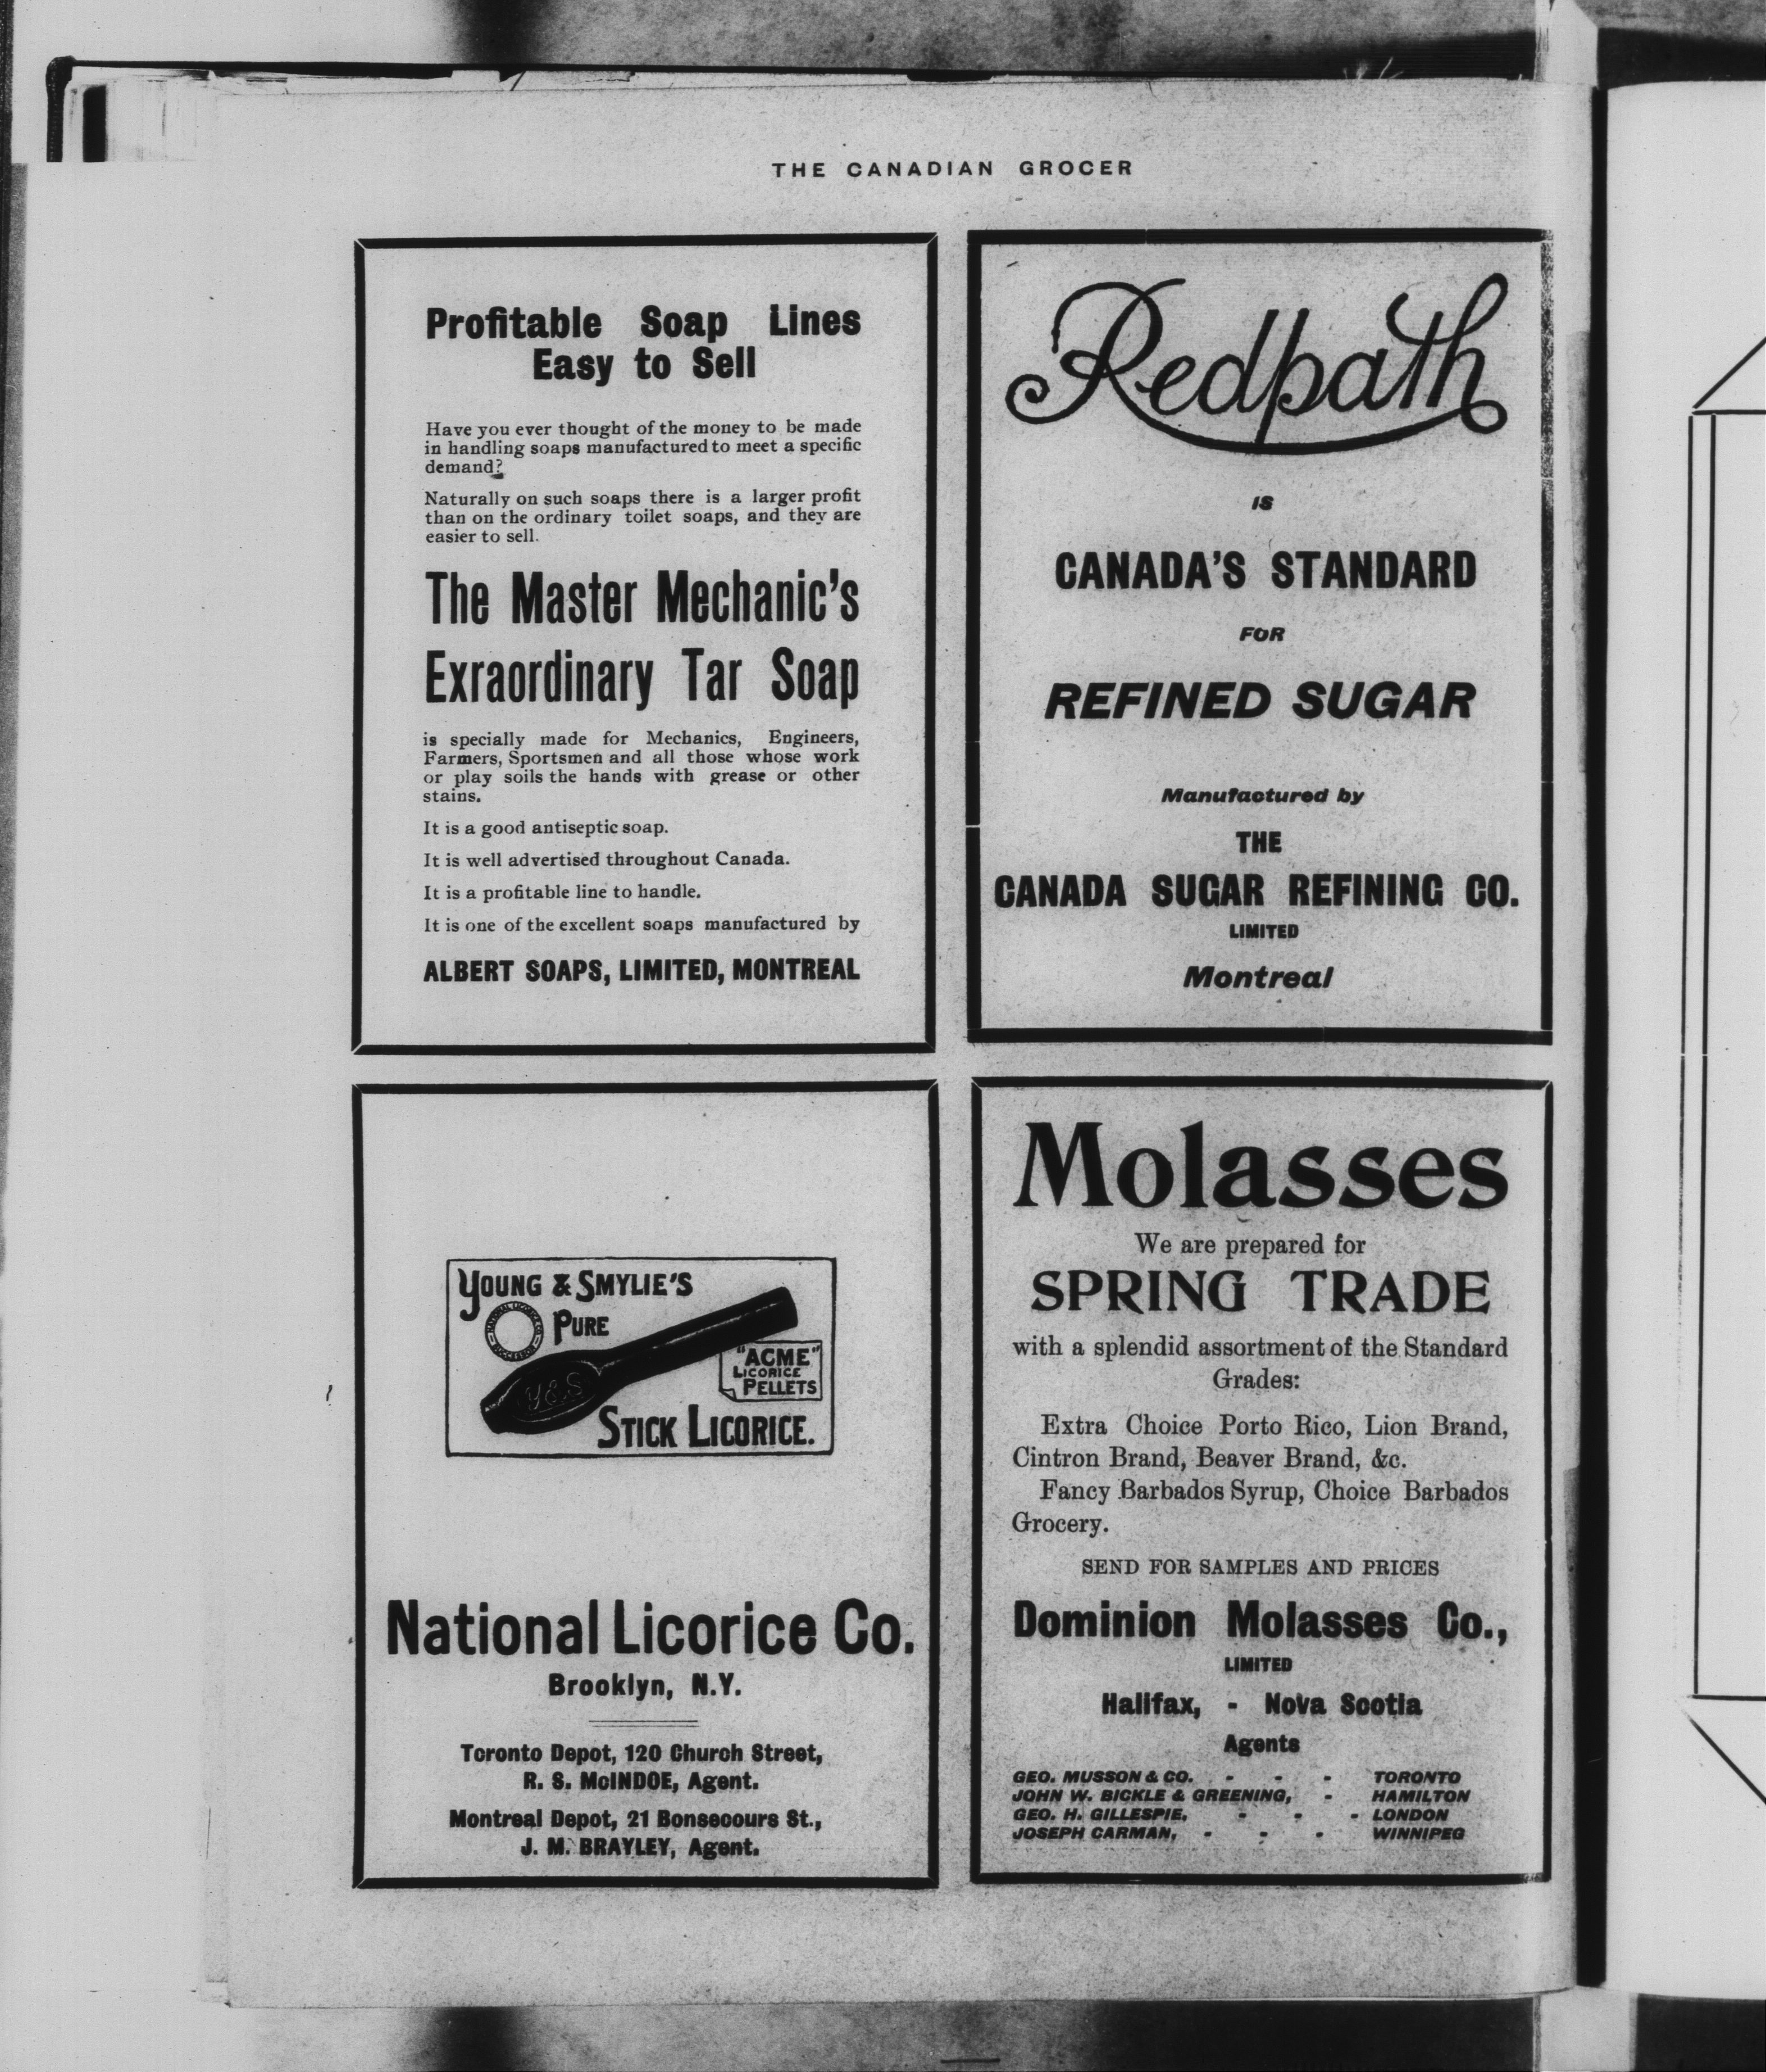 THE CANADIAN GROCER
Profitable Soap Lines
Easy to Sell
Have you ever thought of the money to be made
in handling soaps manufactured to meet a specific
demand?
Naturally on such soaps there is a larger profit
than on the ordinary toilet soaps, and they are
easier to sell.
The Master Mechanic's
Exraordinary Tar Soap
is specially made for Mechanics, Engineers,
Farmers, Sportsmen and all those whose work
or play soils the hands with grease or other
stains.
It is a good antiseptic soap.
It is well advertised throughout Canada.
It is a profitable line to handle.
It is one of the excellent soaps manufactured by
ALBERT SOAPS, LIMITED, MONTREAL
Redpath
IS
CANADA'S STANDARD
FOR
REFINED SUGAR
Manufactured by
THE
CANADA SUGAR REFINING CO.
LIMITED
Montreal
YOUNG & SMYLIE'S
PURE
Y&S
"ACME"
LICORICE
PELLETS
STICK LICORICE.
National Licorice Co.
Brooklyn, N.Y.
Toronto Depot, 120 Church Street,
R. S. McINDOE, Agent.
Montreal Depot, 21 Bonsecours St.,
J. M. BRAYLEY, Agent.
Molasses
We are prepared for
SPRING TRADE
with a splendid assortment of the Standard
Grades:
Extra Choice Porto Rico, Lion Brand,
Cintron Brand, Beaver Brand, &c.
Fancy Barbados Syrup, Choice Barbados
Grocery.
SEND FOR SAMPLES AND PRICES
Dominion Molasses Co.,
LIMITED
Halifax, - Nova Scotia
Agents
GEO. MUSSON & CO. - - - TORONTO
JOHN W. BICKLE & GREENING, - HAMILTON
GEO. H. GILLESPIE, - - - LONDON
JOSEPH CARMAN, - - - WINNIPEG